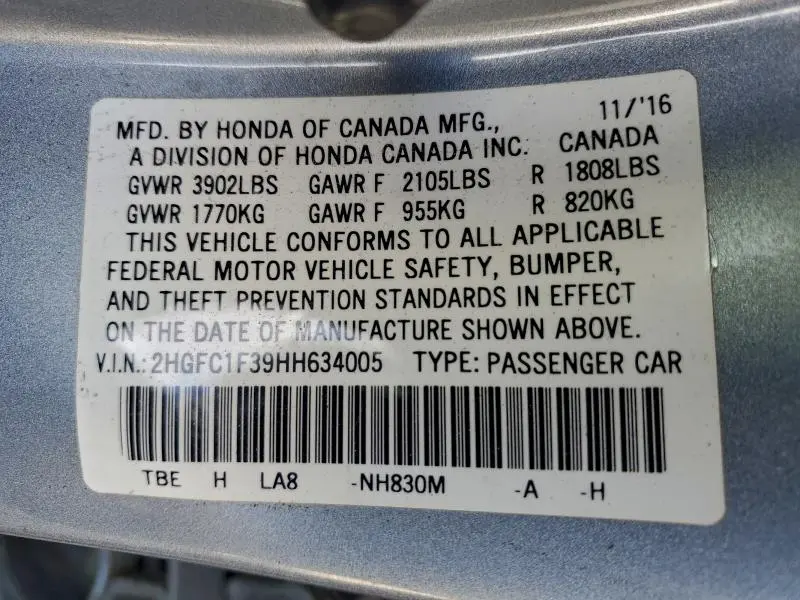 11/'16
MFD. BY HONDA OF CANADA MFG.,
A DIVISION OF HONDA CANADA INC. CANADA
GVWR 3902LBS GAWR F 2105LBS R 1808LBS
GVWR 1770KG GAWR F 955KG R 820KG
THIS VEHICLE CONFORMS TO ALL APPLICABLE
FEDERAL MOTOR VEHICLE SAFETY, BUMPER,
AND THEFT PREVENTION STANDARDS IN EFFECT
ON THE DATE OF MANUFACTURE SHOWN ABOVE.
V.I.N.: 2HGFC1F39HH634005 TYPE: PASSENGER CAR
TBE H LA8 -NH830M -A -H